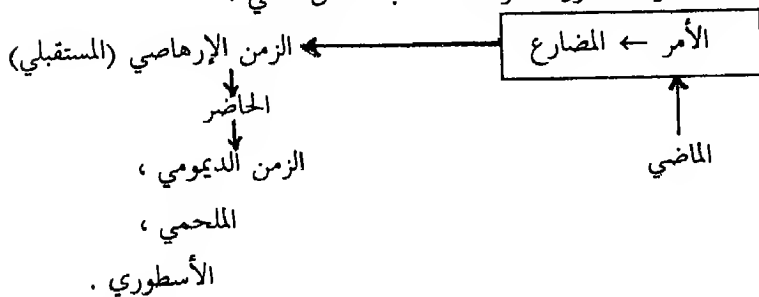 الأمر ← المضارع
الزمن الإرهاصي (المستقبلي)
الحاضر
الماضي
الزمن الديمومي ،
الملحمي ،
الأسطوري .